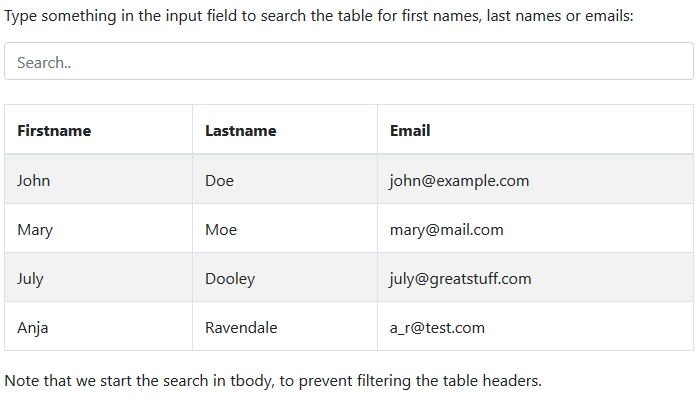 Type something in the input field to search the table for first names, last names or emails:
Search..
Firstname Lastname Email
John Doe john@example.com
Mary Moe mary@mail.com
July Dooley july@greatstuff.com
Anja Ravendale a_r@test.com
Note that we start the search in tbody, to prevent filtering the table headers.